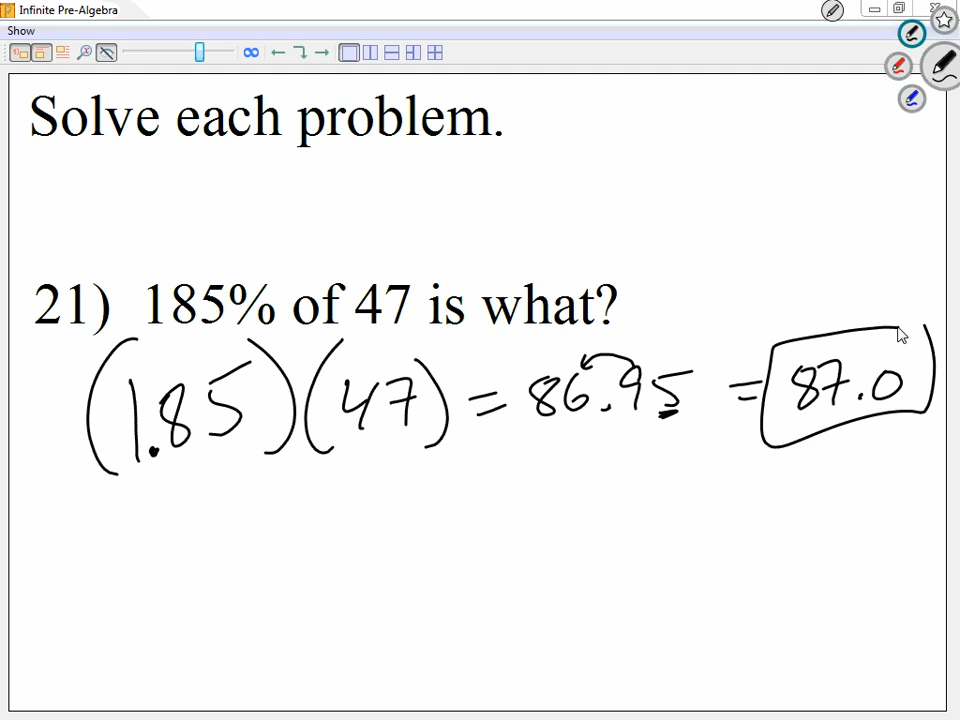 Infinite Pre-Algebra
Show
Solve each problem.
21) 185% of 47 is what?
(1.85)(47) = 86.95 = 87.0